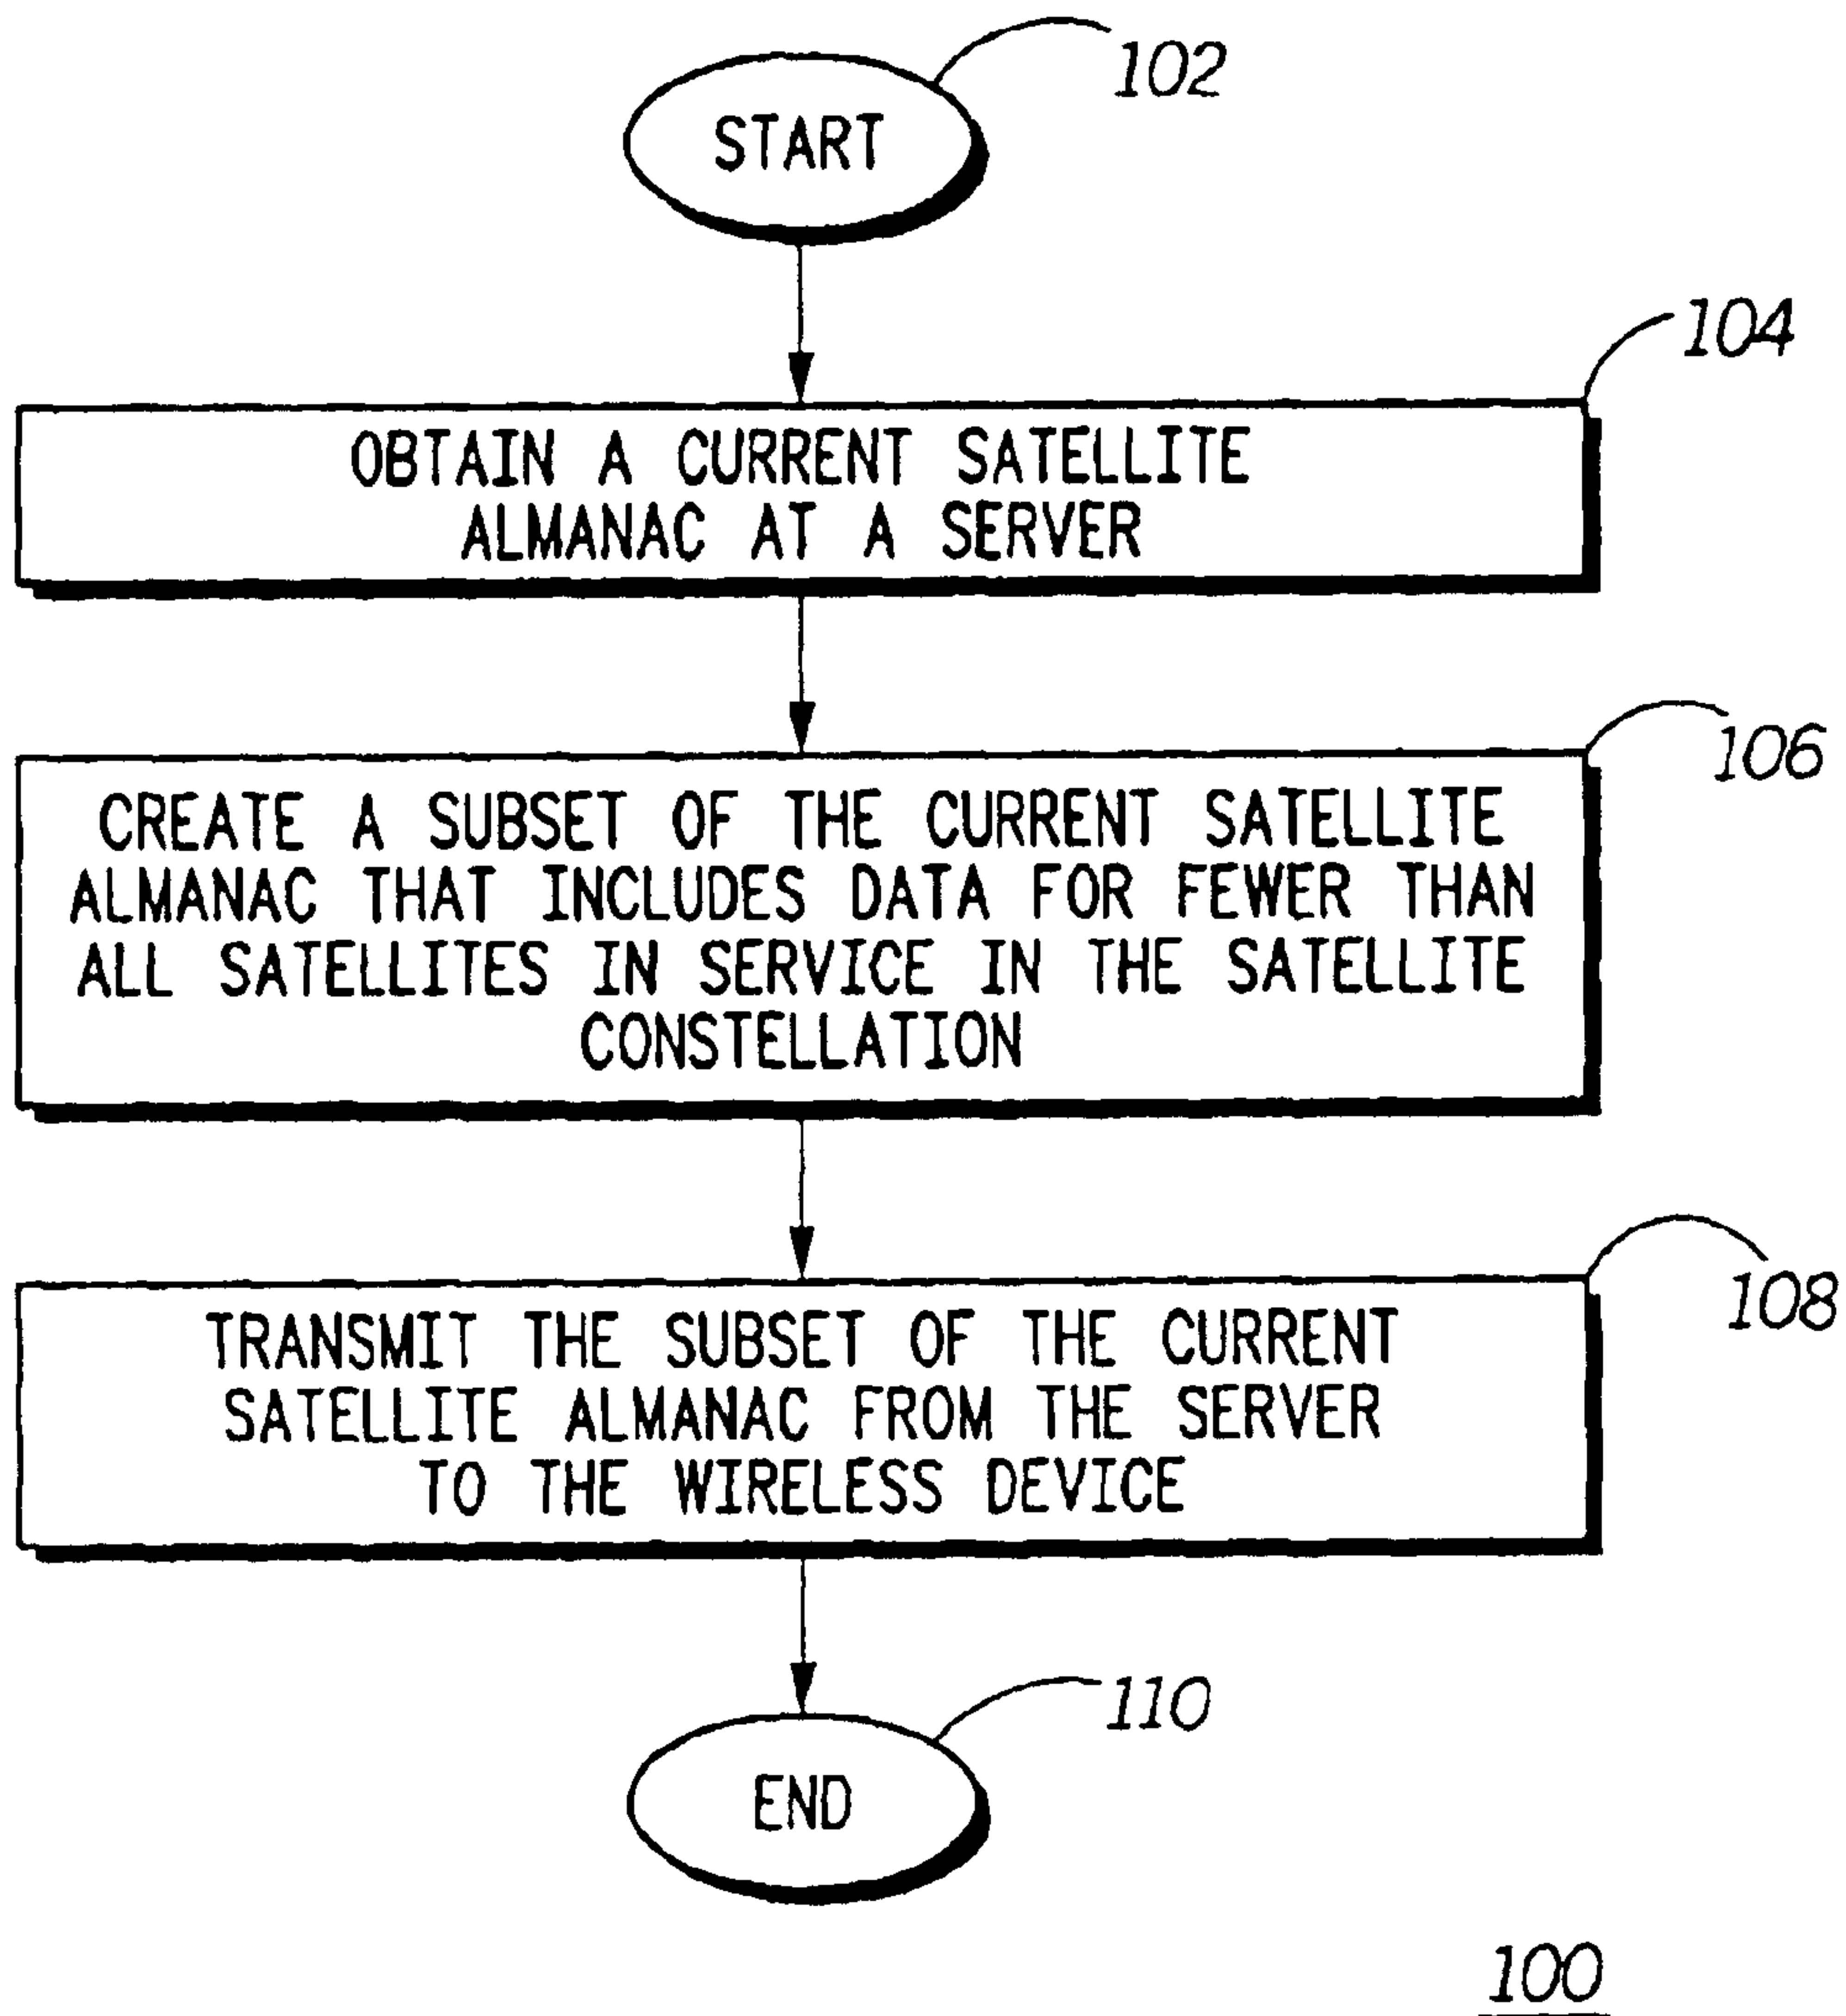 102
START
104
OBTAIN A CURRENT SATELLITE
ALMANAC AT A SERVER
106
CREATE A SUBSET OF THE CURRENT SATELLITE
ALMANAC THAT INCLUDES DATA FOR FEWER THAN
ALL SATELLITES IN SERVICE IN THE SATELLITE
CONSTELLATION
108
TRANSMIT THE SUBSET OF THE CURRENT
SATELLITE ALMANAC FROM THE SERVER
TO THE WIRELESS DEVICE
110
END
100